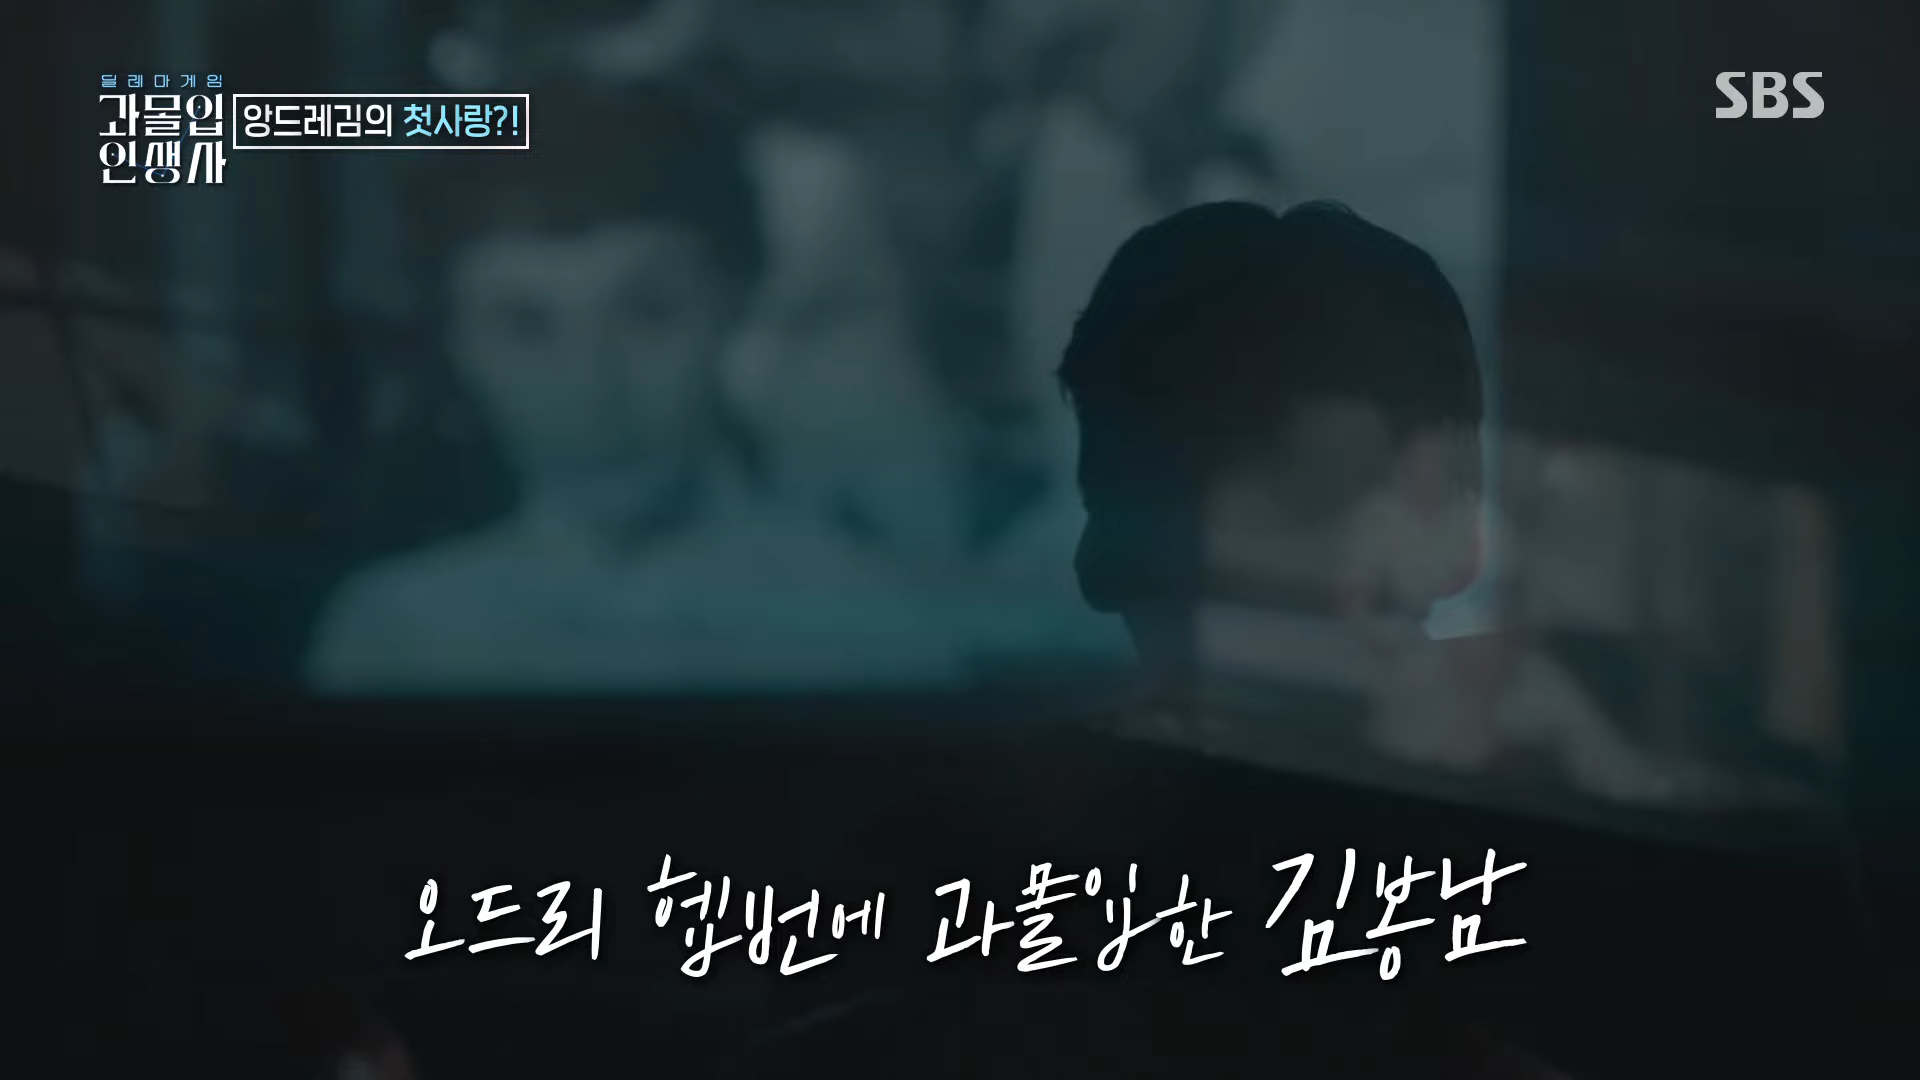 딜레마게임
과몰입
인생사
앙드레김의 첫사랑?!
SBS
오드리 헵번에 과몰입한 김봉남